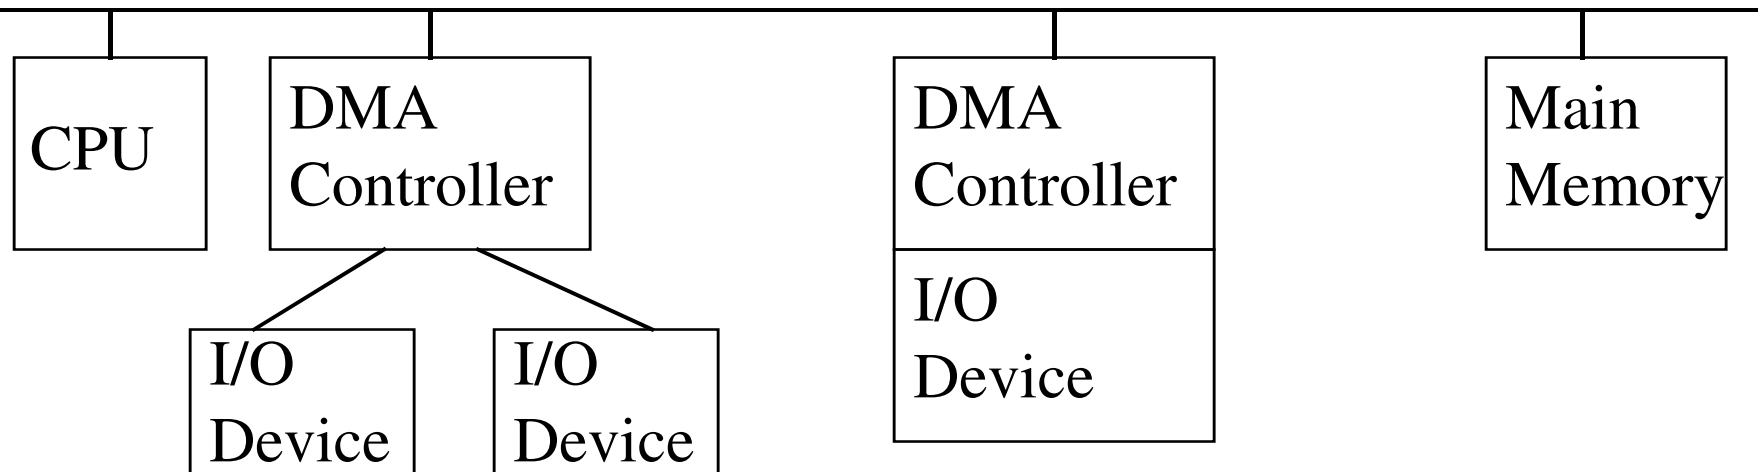 CPU
DMA
Controller
DMA
Controller
Main
Memory
I/O
Device
I/O
Device
I/O
Device